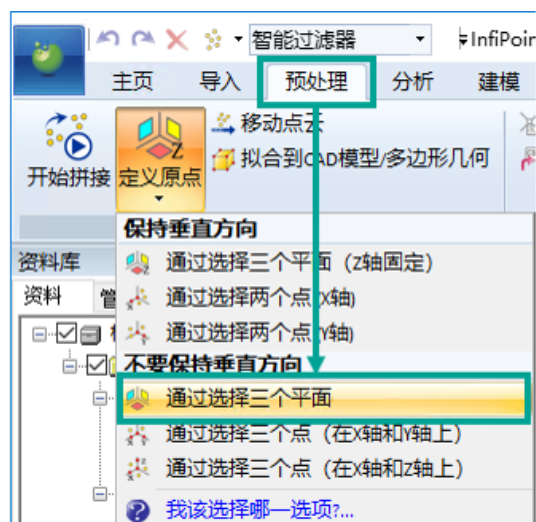 智能过滤器
InfiPoin
主页 导入 预处理 分析 建模
开始拼接
定义原点
移动点云
拟合到CAD模型/多边形几何
保持垂直方向
资料库
通过选择三个平面（Z轴固定）
资料
通过选择两个点(X轴)
通过选择两个点(Y轴)
不要保持垂直方向
通过选择三个平面
通过选择三个点（在X轴和Y轴上）
通过选择三个点（在X轴和Z轴上）
我该选择哪一选项?...